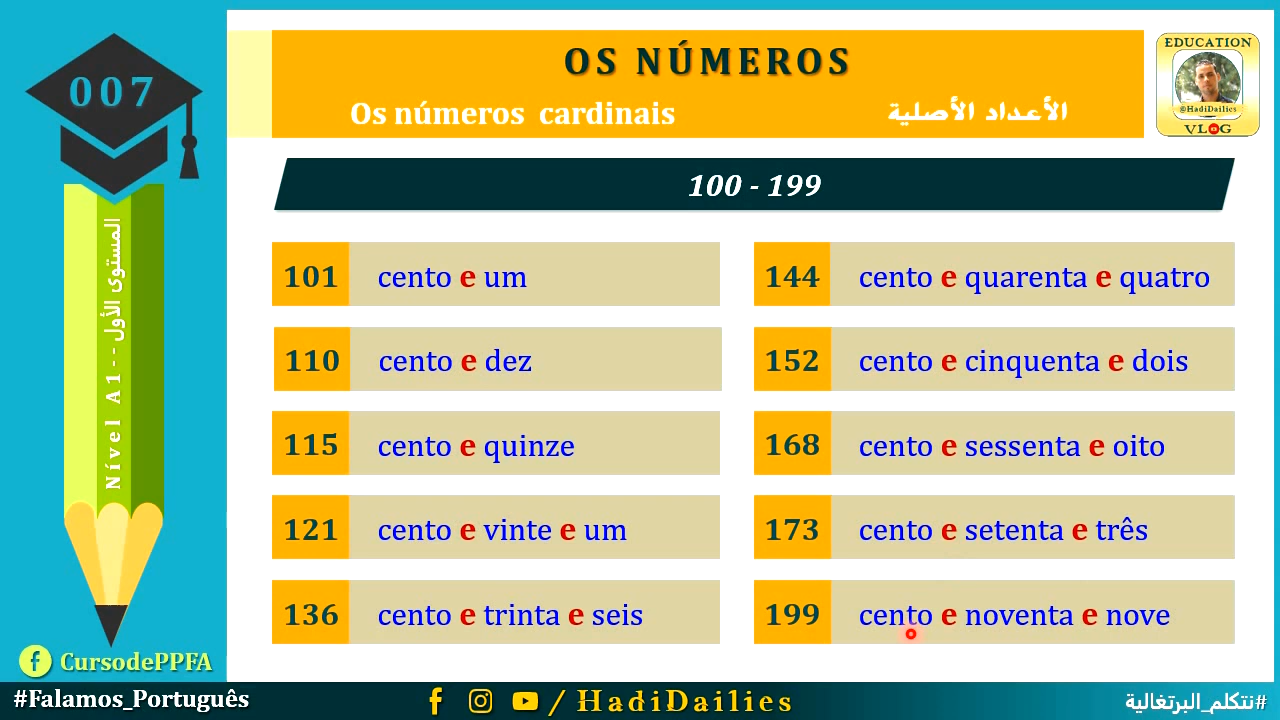 007
المستوى الأول -- Nível A1
CursodePPFA
OS NÚMEROS
Os números cardinais
الأعداد الأصلية
EDUCATION
@HadiDailies
VLOG
100 - 199
101 cento e um
110 cento e dez
115 cento e quinze
121 cento e vinte e um
136 cento e trinta e seis
144 cento e quarenta e quatro
152 cento e cinquenta e dois
168 cento e sessenta e oito
173 cento e setenta e três
199 cento e noventa e nove
#Falamos_Português
/ HadiDailies
#نتكلم_البرتغالية